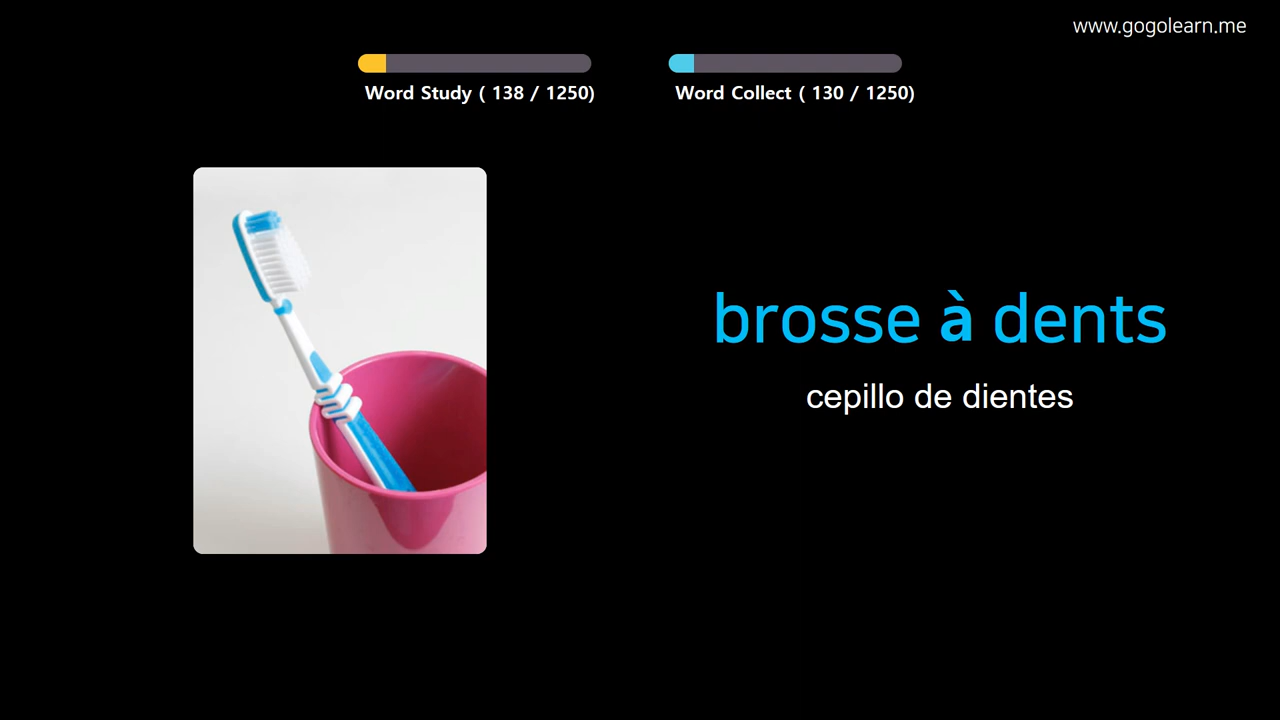 www.gogolearn.me
Word Study ( 138 / 1250)
Word Collect ( 130 / 1250)
brosse à dents
cepillo de dientes